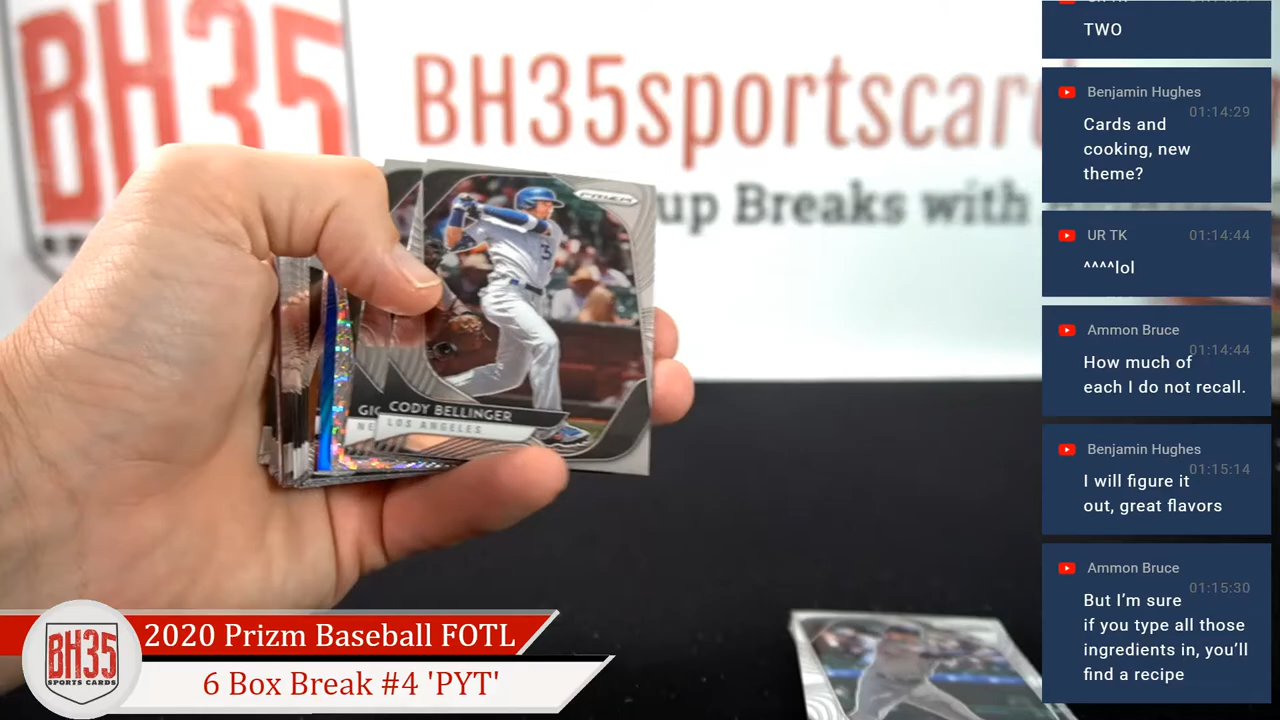 BH35
BH35sportscar
up Breaks with
PRIZM
CODY BELLINGER
LOS ANGELES
GIO
NE
TWO
Benjamin Hughes
01:14:29
Cards and
cooking, new
theme?
UR TK
01:14:44
^^^^lol
Ammon Bruce
01:14:44
How much of
each I do not recall.
Benjamin Hughes
01:15:14
I will figure it
out, great flavors
Ammon Bruce
01:15:30
But I'm sure
if you type all those
ingredients in, you'll
find a recipe
BH35
SPORTS CARDS
2020 Prizm Baseball FOTL
6 Box Break #4 'PYT'